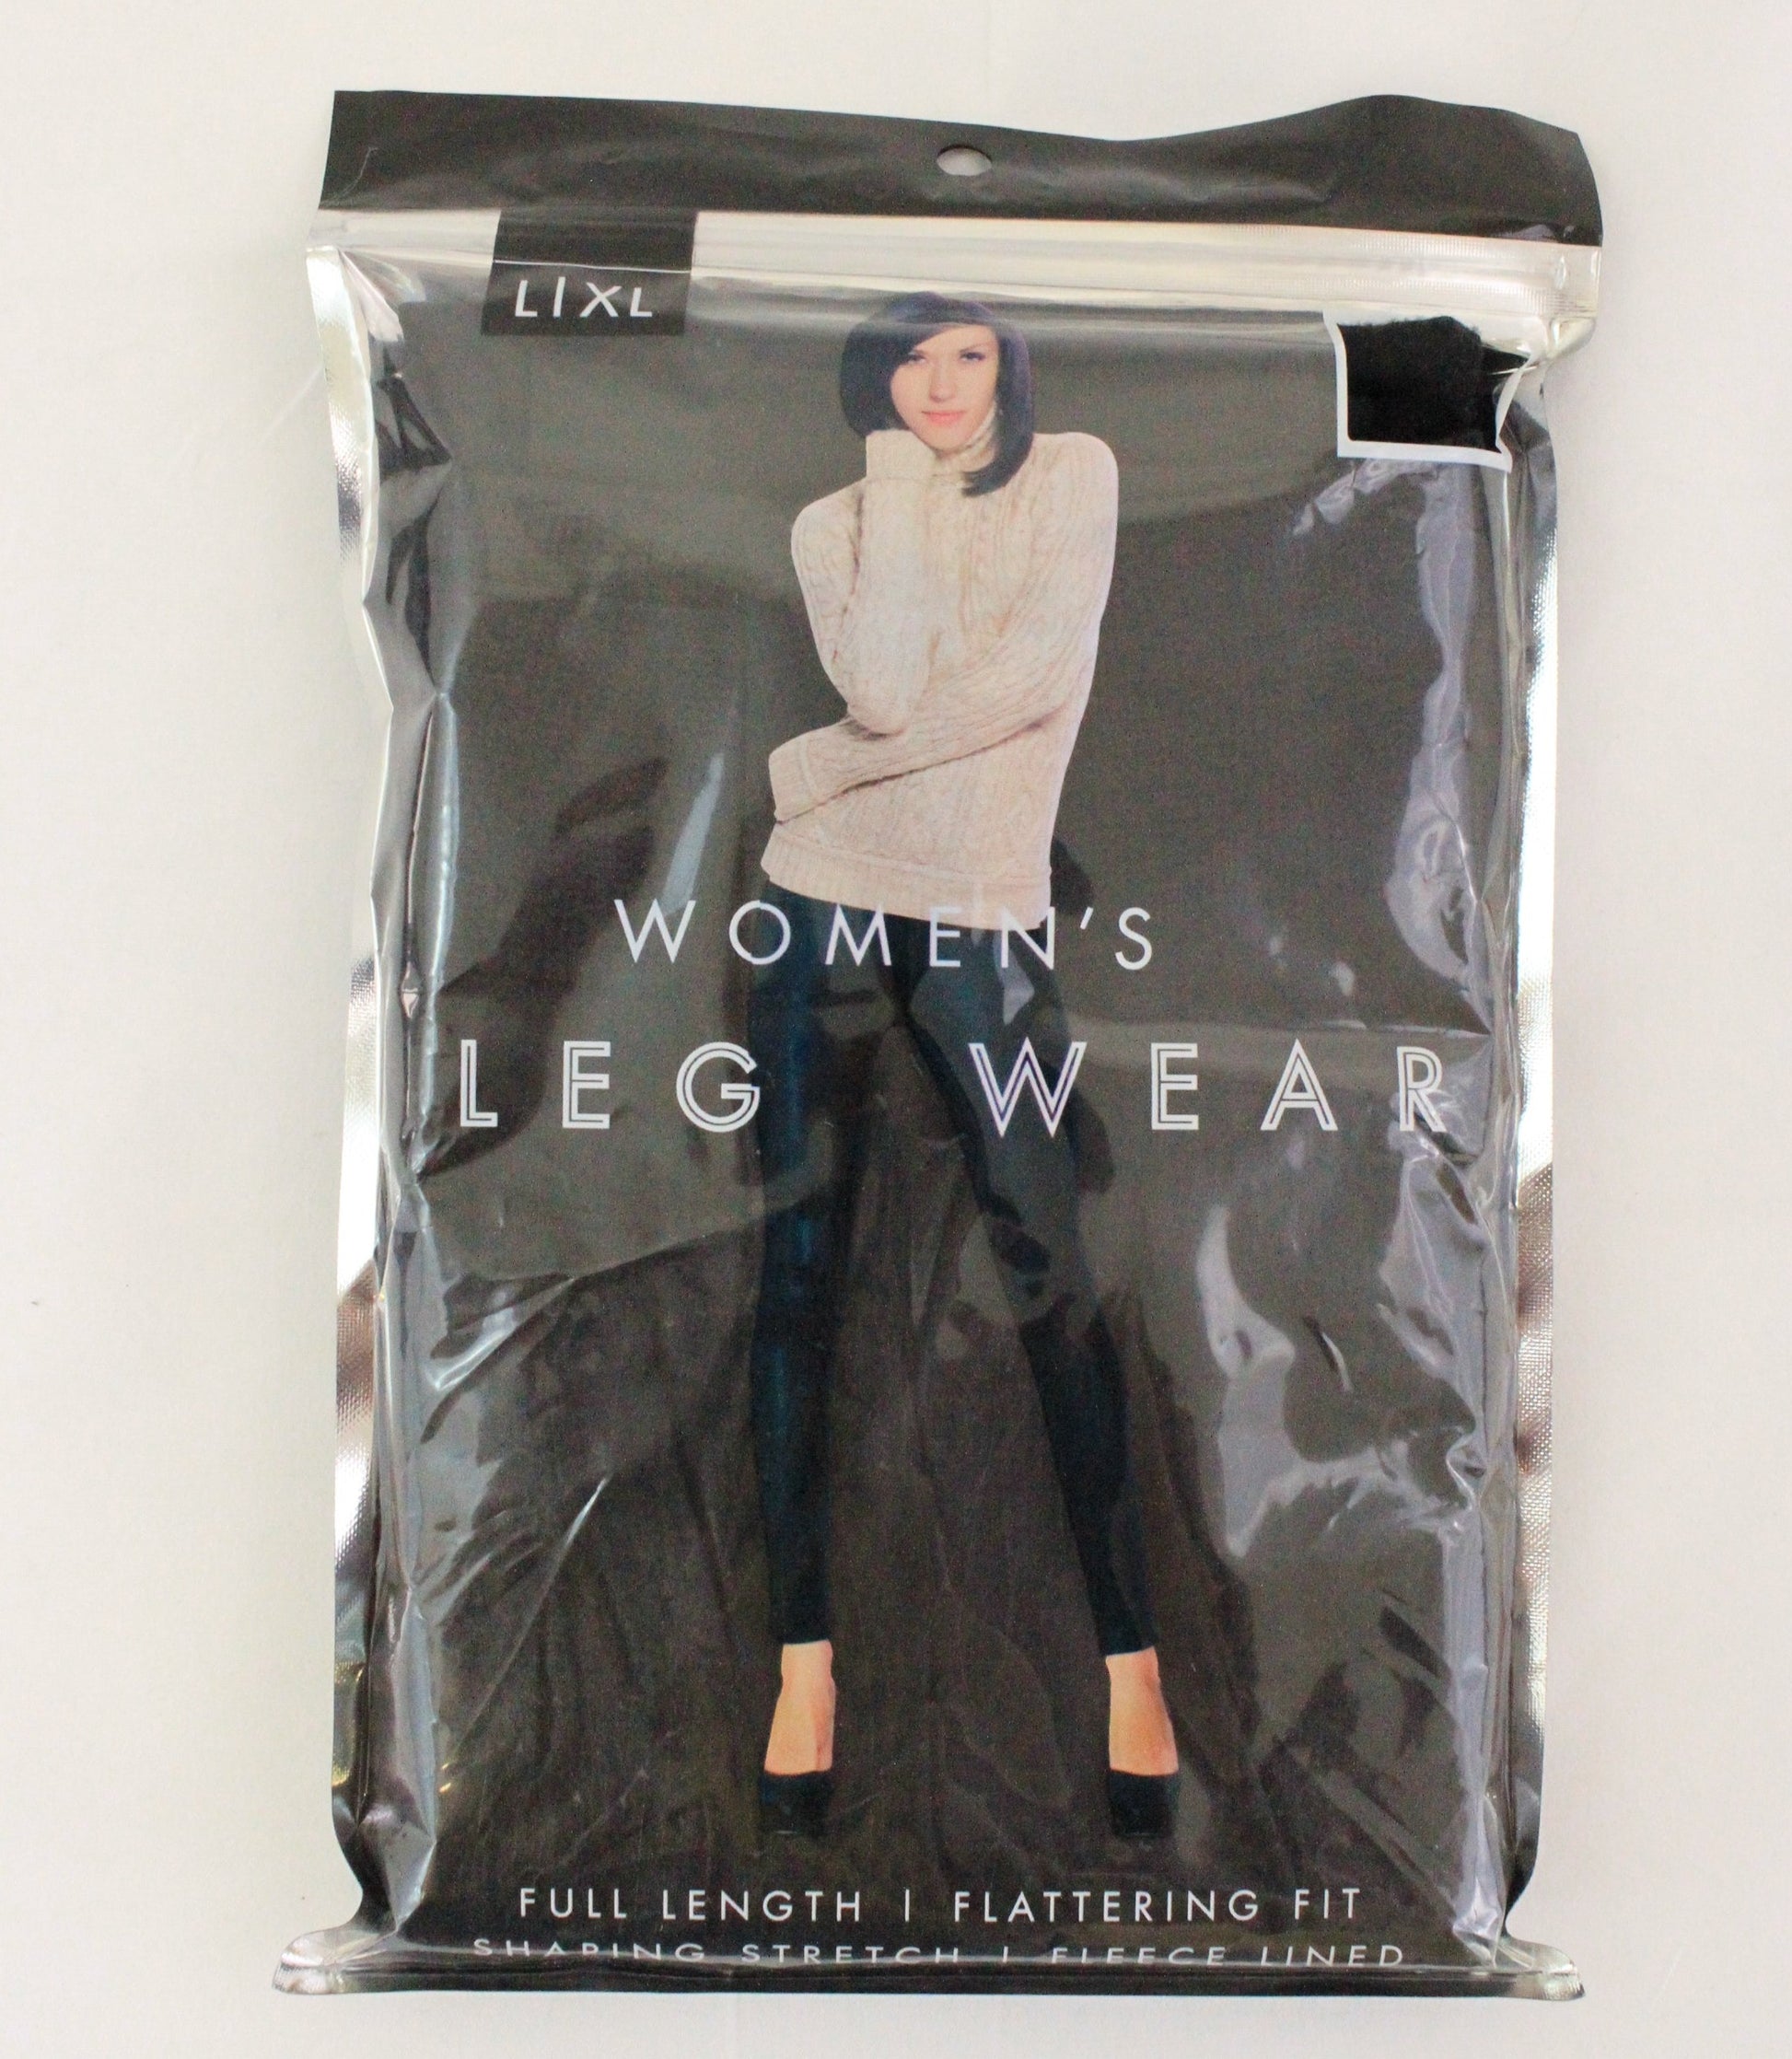 L|XL
WOMEN'S
LEG WEAR
FULL LENGTH | FLATTERING FIT
SHAPING STRETCH | FLEECE LINED